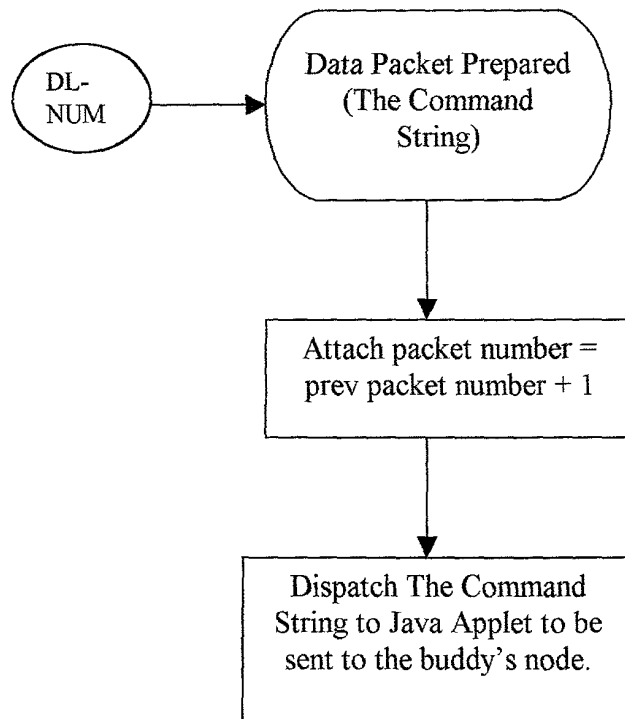 DL-
NUM
Data Packet Prepared
(The Command
String)
Attach packet number =
prev packet number + 1
Dispatch The Command
String to Java Applet to be
sent to the buddy's node.